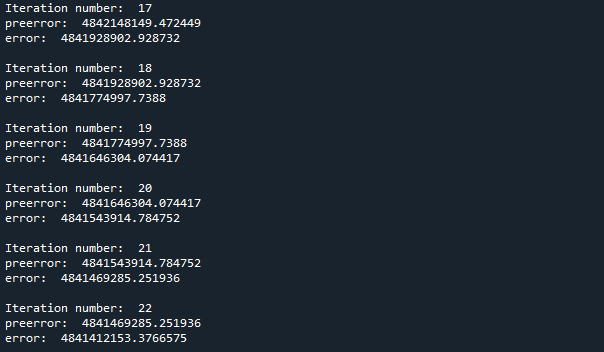 Iteration number:  17
preerror:  4842148149.472449
error:  4841928902.928732
Iteration number:  18
preerror:  4841928902.928732
error:  4841774997.7388
Iteration number:  19
preerror:  4841774997.7388
error:  4841646304.074417
Iteration number:  20
preerror:  4841646304.074417
error:  4841543914.784752
Iteration number:  21
preerror:  4841543914.784752
error:  4841469285.251936
Iteration number:  22
preerror:  4841469285.251936
error:  4841412153.3766575